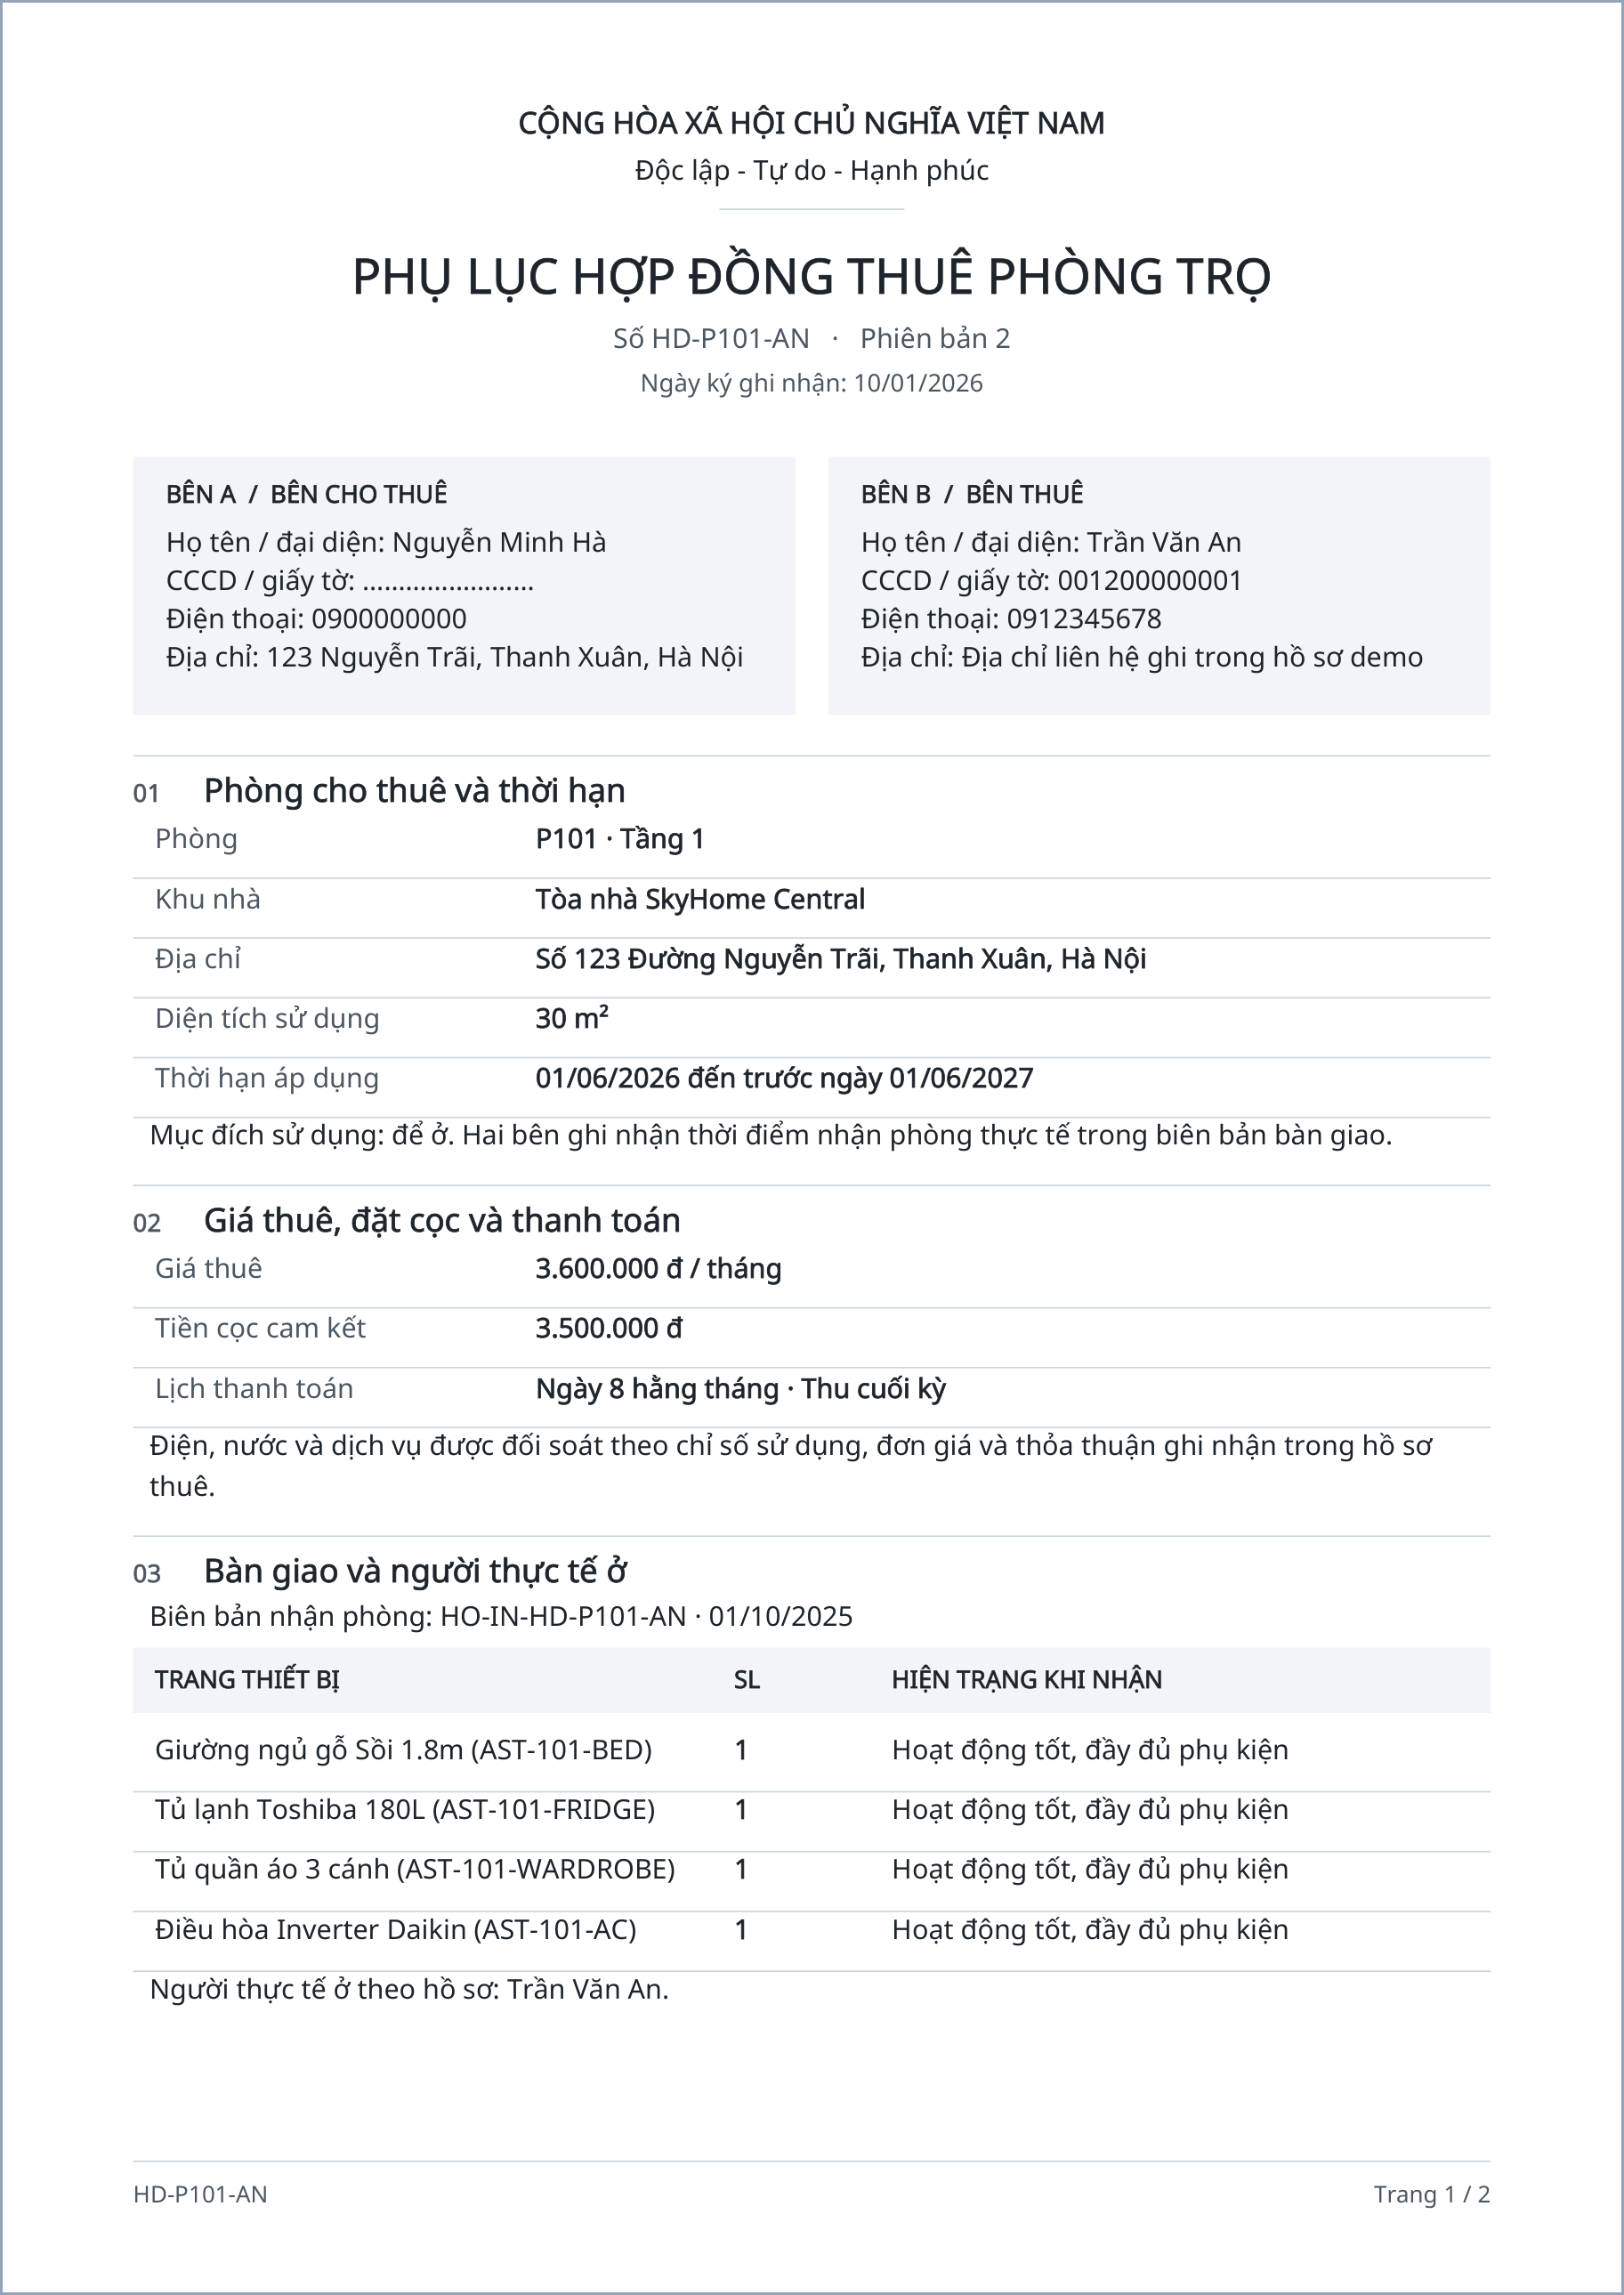 CỘNG HÒA XÃ HỘI CHỦ NGHĨA VIỆT NAM
Độc lập - Tự do - Hạnh phúc
PHỤ LỤC HỢP ĐỒNG THUÊ PHÒNG TRỌ
Số HD-P101-AN · Phiên bản 2
Ngày ký ghi nhận: 10/01/2026
BÊN A / BÊN CHO THUÊ
Họ tên / đại diện: Nguyễn Minh Hà
CCCD / giấy tờ: ........................
Điện thoại: 0900000000
Địa chỉ: 123 Nguyễn Trãi, Thanh Xuân, Hà Nội
BÊN B / BÊN THUÊ
Họ tên / đại diện: Trần Văn An
CCCD / giấy tờ: 001200000001
Điện thoại: 0912345678
Địa chỉ: Địa chỉ liên hệ ghi trong hồ sơ demo
01 Phòng cho thuê và thời hạn
Phòng P101 · Tầng 1
Khu nhà Tòa nhà SkyHome Central
Địa chỉ Số 123 Đường Nguyễn Trãi, Thanh Xuân, Hà Nội
Diện tích sử dụng 30 m²
Thời hạn áp dụng 01/06/2026 đến trước ngày 01/06/2027
Mục đích sử dụng: để ở. Hai bên ghi nhận thời điểm nhận phòng thực tế trong biên bản bàn giao.
02 Giá thuê, đặt cọc và thanh toán
Giá thuê 3.600.000 đ / tháng
Tiền cọc cam kết 3.500.000 đ
Lịch thanh toán Ngày 8 hằng tháng · Thu cuối kỳ
Điện, nước và dịch vụ được đối soát theo chỉ số sử dụng, đơn giá và thỏa thuận ghi nhận trong hồ sơ
thuê.
03 Bàn giao và người thực tế ở
Biên bản nhận phòng: HO-IN-HD-P101-AN · 01/10/2025
TRANG THIẾT BỊ SL HIỆN TRẠNG KHI NHẬN
Giường ngủ gỗ Sồi 1.8m (AST-101-BED) 1 Hoạt động tốt, đầy đủ phụ kiện
Tủ lạnh Toshiba 180L (AST-101-FRIDGE) 1 Hoạt động tốt, đầy đủ phụ kiện
Tủ quần áo 3 cánh (AST-101-WARDROBE) 1 Hoạt động tốt, đầy đủ phụ kiện
Điều hòa Inverter Daikin (AST-101-AC) 1 Hoạt động tốt, đầy đủ phụ kiện
Người thực tế ở theo hồ sơ: Trần Văn An.
HD-P101-AN Trang 1 / 2